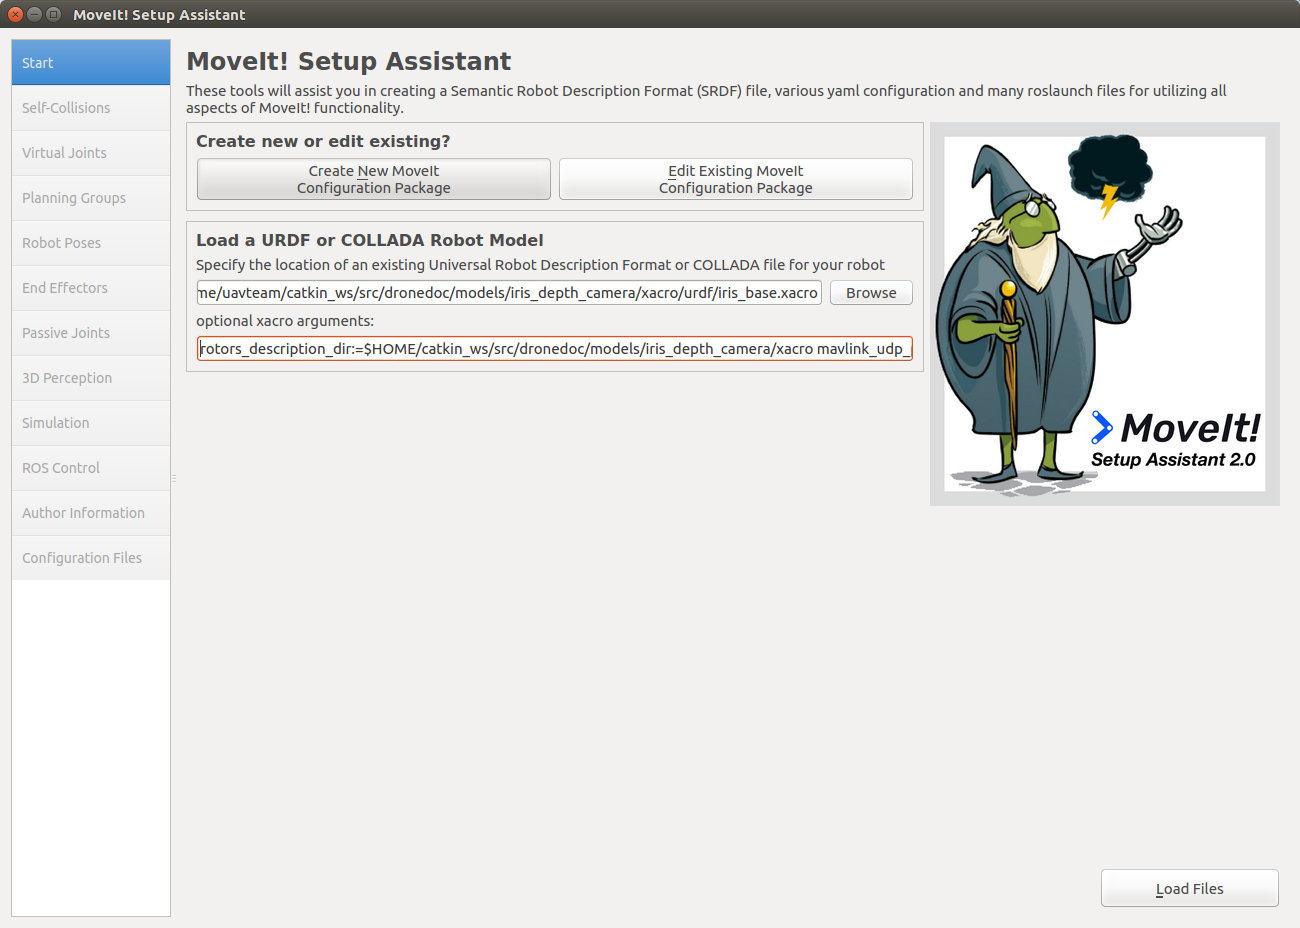 MoveIt! Setup Assistant
Start
Self-Collisions
Virtual Joints
Planning Groups
Robot Poses
End Effectors
Passive Joints
3D Perception
Simulation
ROS Control
Author Information
Configuration Files
MoveIt! Setup Assistant
These tools will assist you in creating a Semantic Robot Description Format (SRDF) file, various yaml configuration and many roslaunch files for utilizing all
aspects of MoveIt! functionality.
Create new or edit existing?
Create New MoveIt
Configuration Package
Edit Existing MoveIt
Configuration Package
Load a URDF or COLLADA Robot Model
Specify the location of an existing Universal Robot Description Format or COLLADA file for your robot
me/uavteam/catkin_ws/src/dronedoc/models/iris_depth_camera/xacro/urdf/iris_base.xacro
Browse
optional xacro arguments:
rotors_description_dir:=$HOME/catkin_ws/src/dronedoc/models/iris_depth_camera/xacro mavlink_udp_
MoveIt!
Setup Assistant 2.0
Load Files